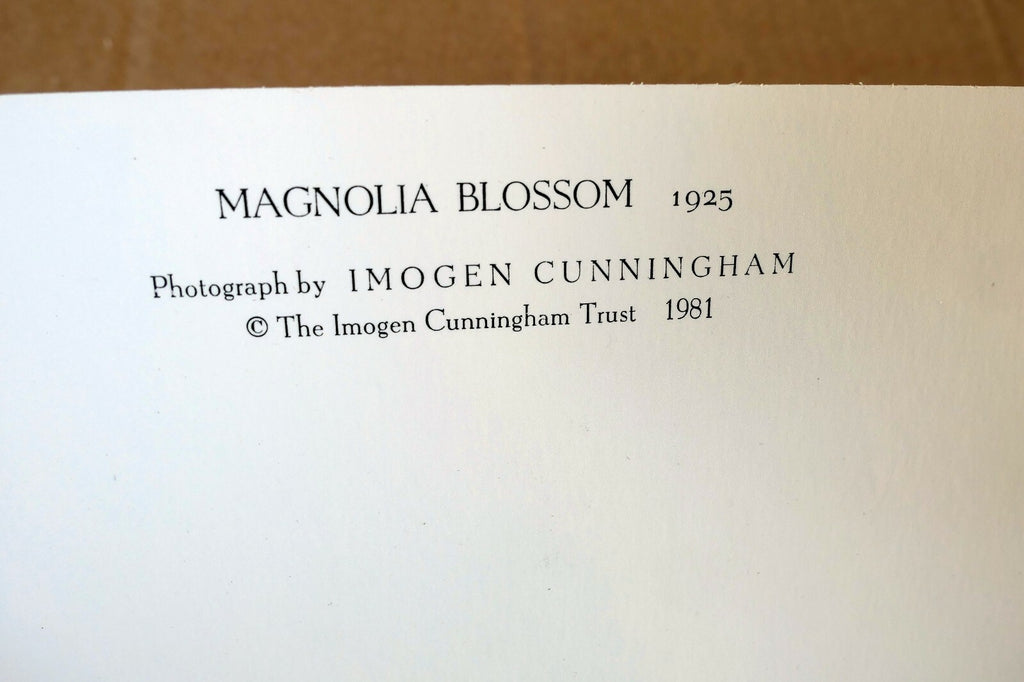 MAGNOLIA BLOSSOM 1925
Photograph by IMOGEN CUNNINGHAM
© The Imogen Cunningham Trust 1981